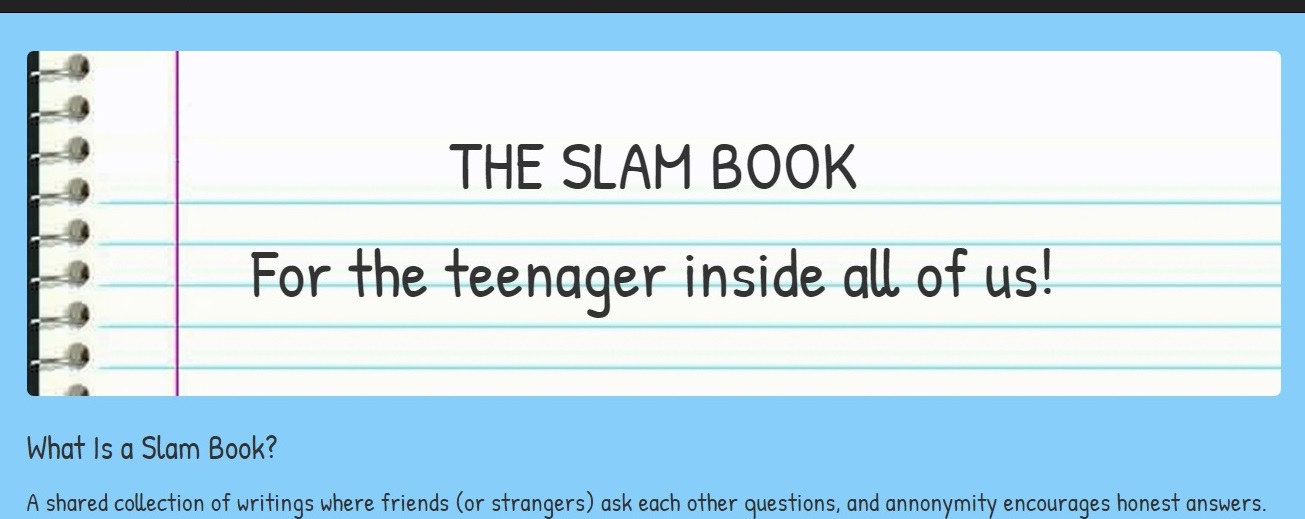 THE SLAM BOOK
For the teenager inside all of us!
What Is a Slam Book?
A shared collection of writings where friends (or strangers) ask each other questions, and annonymity encourages honest answers.